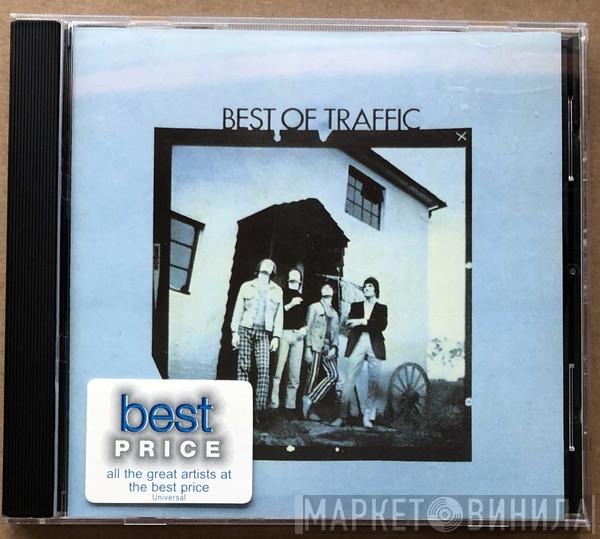 BEST OF TRAFFIC
best
PRICE
all the great artists at
the best price
Universal
МАРКЕТ ВИНИЛА